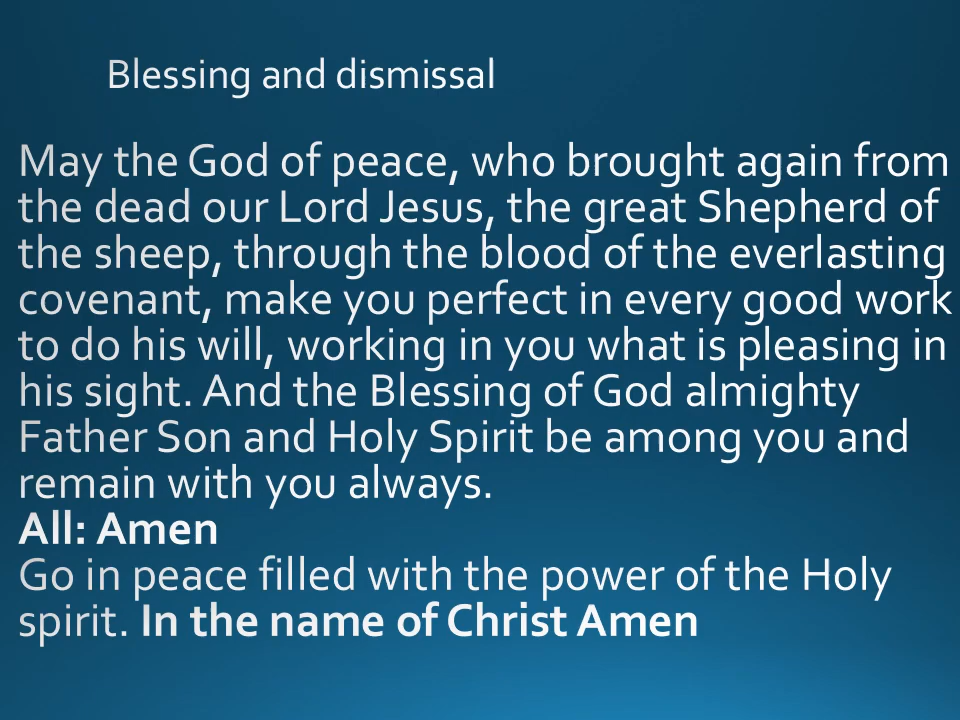 Blessing and dismissal
May the God of peace, who brought again from
the dead our Lord Jesus, the great Shepherd of
the sheep, through the blood of the everlasting
covenant, make you perfect in every good work
to do his will, working in you what is pleasing in
his sight. And the Blessing of God almighty
Father Son and Holy Spirit be among you and
remain with you always.
All: Amen
Go in peace filled with the power of the Holy
spirit. In the name of Christ Amen